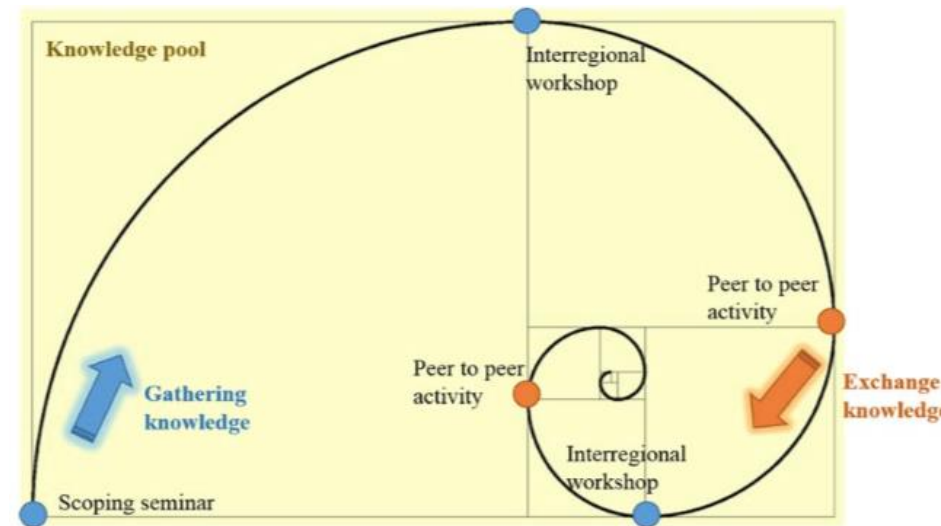 Knowledge pool
Interregional
workshop
Peer to peer
activity
Peer to peer
activity
Gathering
knowledge
Exchange
knowledge
Interregional
workshop
Scoping seminar